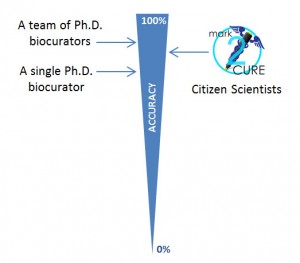 A team of Ph.D.
biocurators
A single Ph.D.
biocurator
100%
ACCURACY
0%
mark
2
CURE
Citizen Scientists